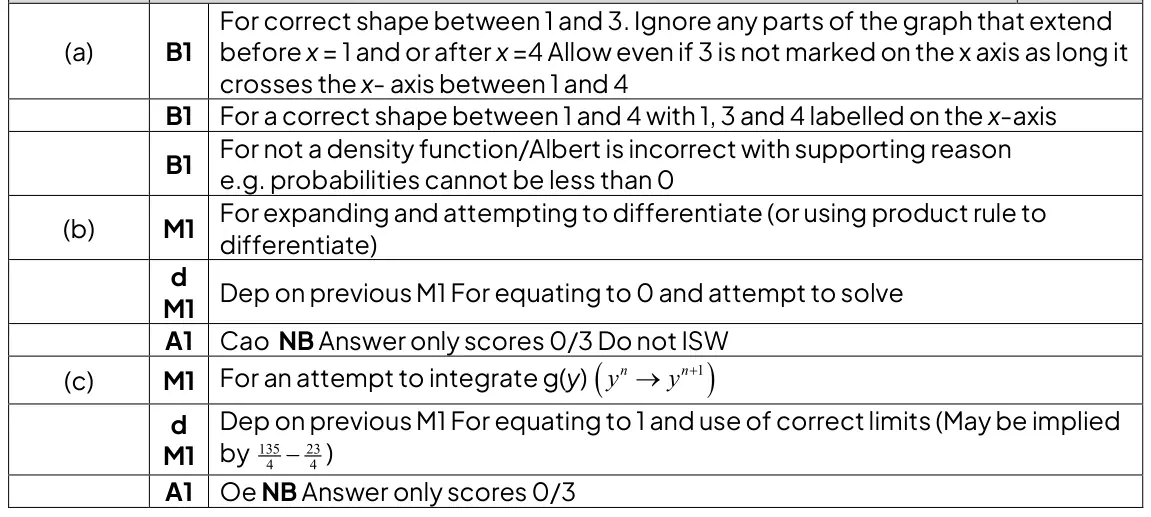 (a) B1 For correct shape between 1 and 3. Ignore any parts of the graph that extend
before x = 1 and or after x =4 Allow even if 3 is not marked on the x axis as long it
crosses the x- axis between 1 and 4
B1 For a correct shape between 1 and 4 with 1, 3 and 4 labelled on the x-axis
B1 For not a density function/Albert is incorrect with supporting reason
e.g. probabilities cannot be less than 0
(b) M1 For expanding and attempting to differentiate (or using product rule to
differentiate)
d
M1 Dep on previous M1 For equating to 0 and attempt to solve
A1 Cao NB Answer only scores 0/3 Do not ISW
(c) M1 For an attempt to integrate g(y) (yⁿ → yⁿ⁺¹)
d Dep on previous M1 For equating to 1 and use of correct limits (May be implied
M1 by 135/4 – 23/4 )
A1 Oe NB Answer only scores 0/3